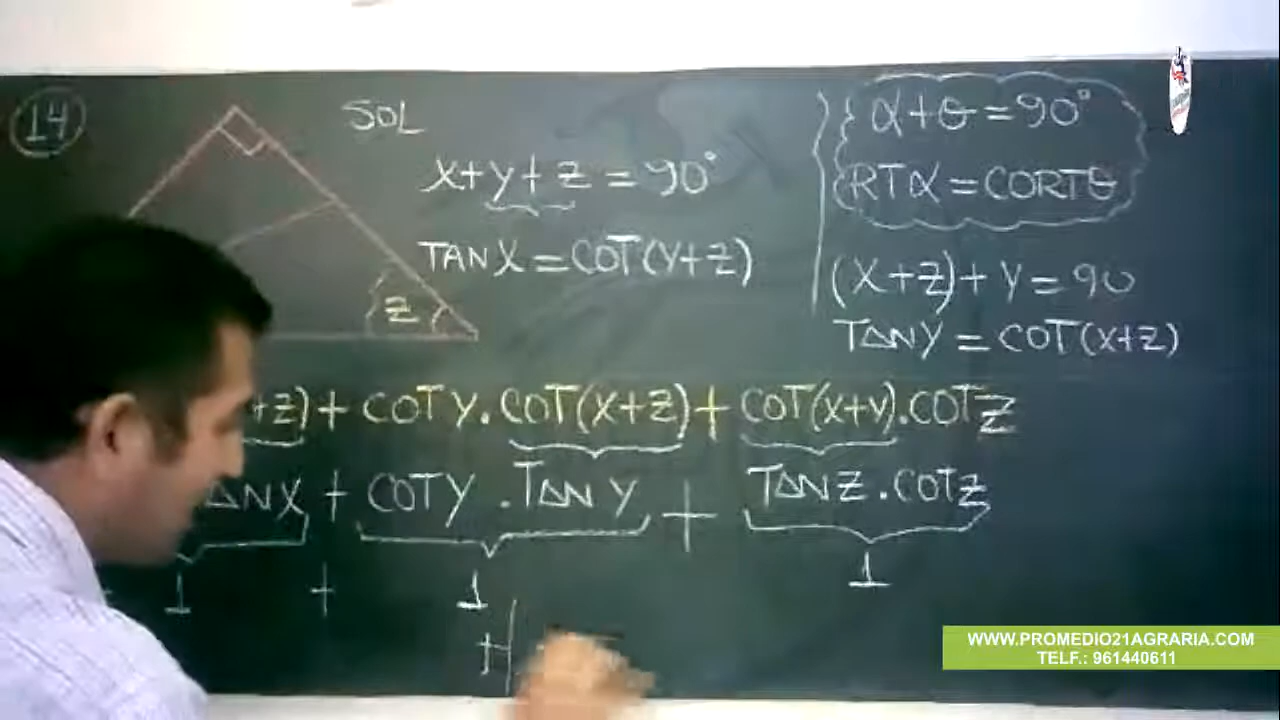 14
SOL
X+Y+Z=90°
TANX=COT(Y+Z)
α+θ=90°
RTα=CORTθ
(X+Z)+Y=90
TANY=COT(X+Z)
Z
+Z)+COTY.COT(X+Z)+COT(X+Y).COTZ
ANX+COTY.TANY+TANZ.COTZ
1 + 1
1
WWW.PROMEDIO21AGRARIA.COM
TELF.: 961440611